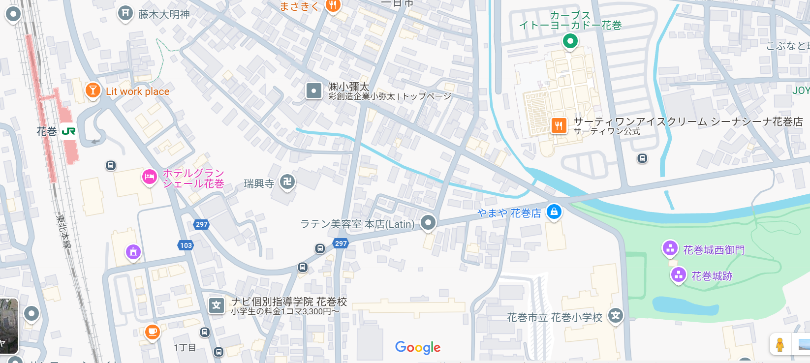 藤木大明神
まさきく
一日市
カーブス
イトーヨーカドー花巻
こぶなと
Lit work place
㈱小彌太
彩創造企業小弥太 | トップページ
JOY
サーティワンアイスクリーム シーナシーナ花巻店
サーティワン公式
花巻
JR
ホテルグラン
シェール花巻
瑞興寺
東北本線
297
ラテン美容室 本店(Latin)
やまや 花巻店
103
297
花巻城西御門
花巻城跡
ナビ個別指導学院 花巻校
小学生の料金1コマ3,300円~
花巻市立 花巻小学校
1丁目
Google